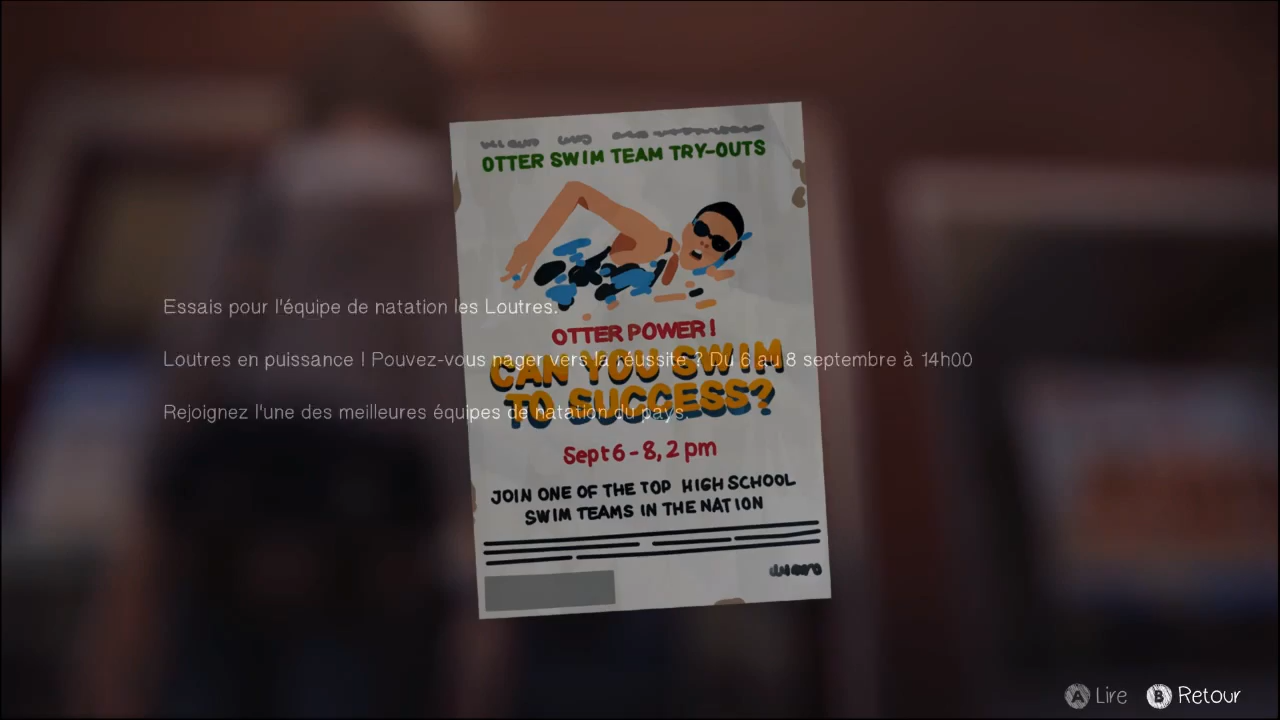 OTTER SWIM TEAM TRY-OUTS
Essais pour l'équipe de natation les Loutres.
OTTER POWER!
Loutres en puissance ! Pouvez-vous nager vers la réussite ? Du 6 au 8 septembre à 14h00
CAN YOU SWIM
TO SUCCESS?
Rejoignez l'une des meilleures équipes de natation du pays.
Sept 6 - 8, 2 pm
JOIN ONE OF THE TOP HIGH SCHOOL
SWIM TEAMS IN THE NATION
A Lire B Retour